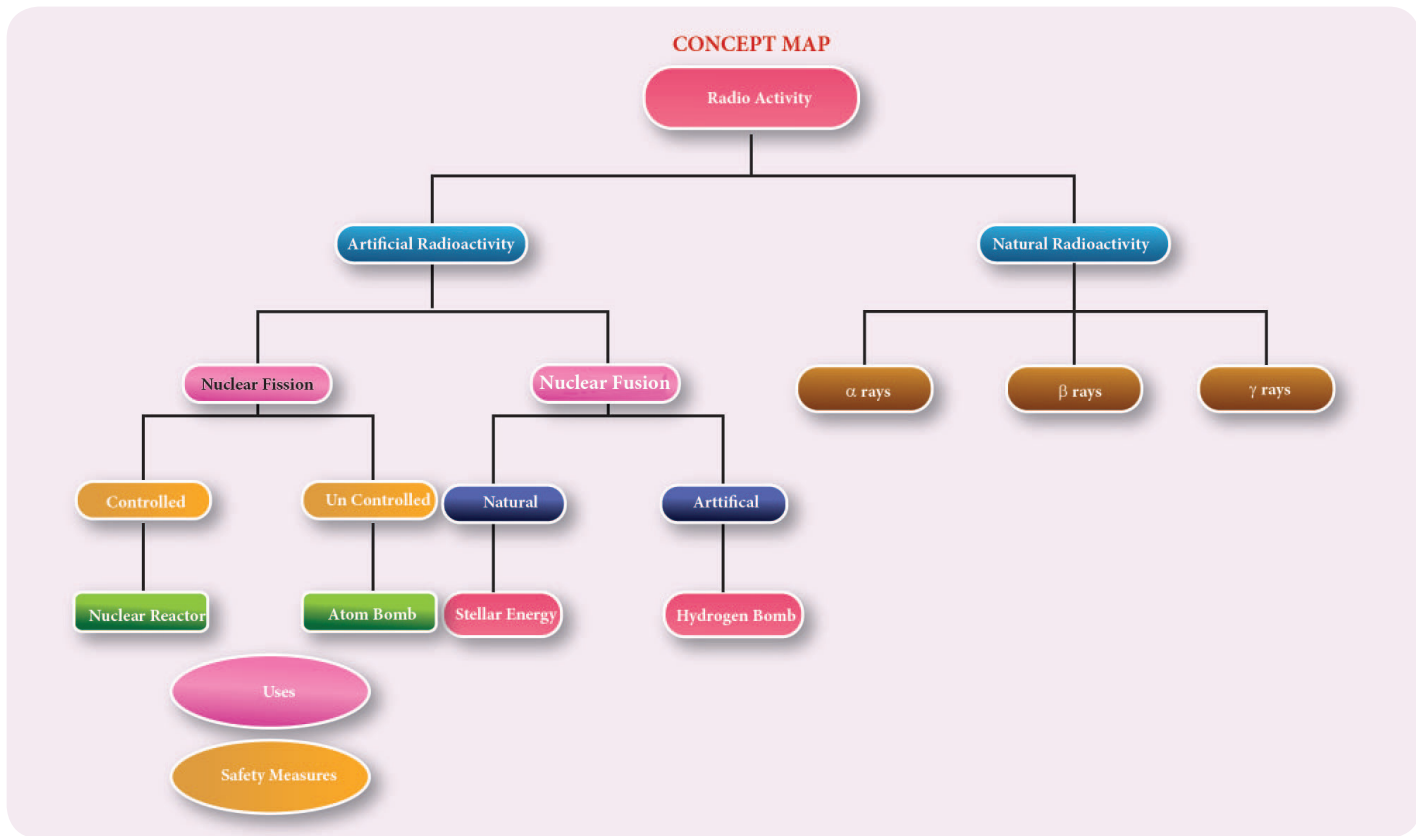 CONCEPT MAP
Radio Activity
Artificial Radioactivity
Natural Radioactivity
Nuclear Fission
Nuclear Fusion
α rays
β rays
γ rays
Controlled
Un Controlled
Natural
Arttifical
Nuclear Reactor
Atom Bomb
Stellar Energy
Hydrogen Bomb
Uses
Safety Measures